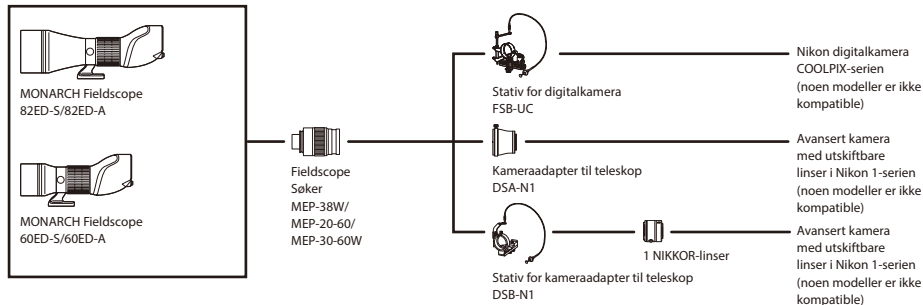 MONARCH Fieldscope
82ED-S/82ED-A
MONARCH Fieldscope
60ED-S/60ED-A
Fieldscope
Søker
MEP-38W/
MEP-20-60/
MEP-30-60W
Stativ for digitalkamera
FSB-UC
Kameraadapter til teleskop
DSA-N1
Stativ for kameraadapter til teleskop
DSB-N1
1 NIKKOR-linser
Nikon digitalkamera
COOLPIX-serien
(noen modeller er ikke
kompatible)
Avansert kamera
med utskiftbare
linser i Nikon 1-serien
(noen modeller er ikke
kompatible)
Avansert kamera
med utskiftbare
linser i Nikon 1-serien
(noen modeller er ikke
kompatible)